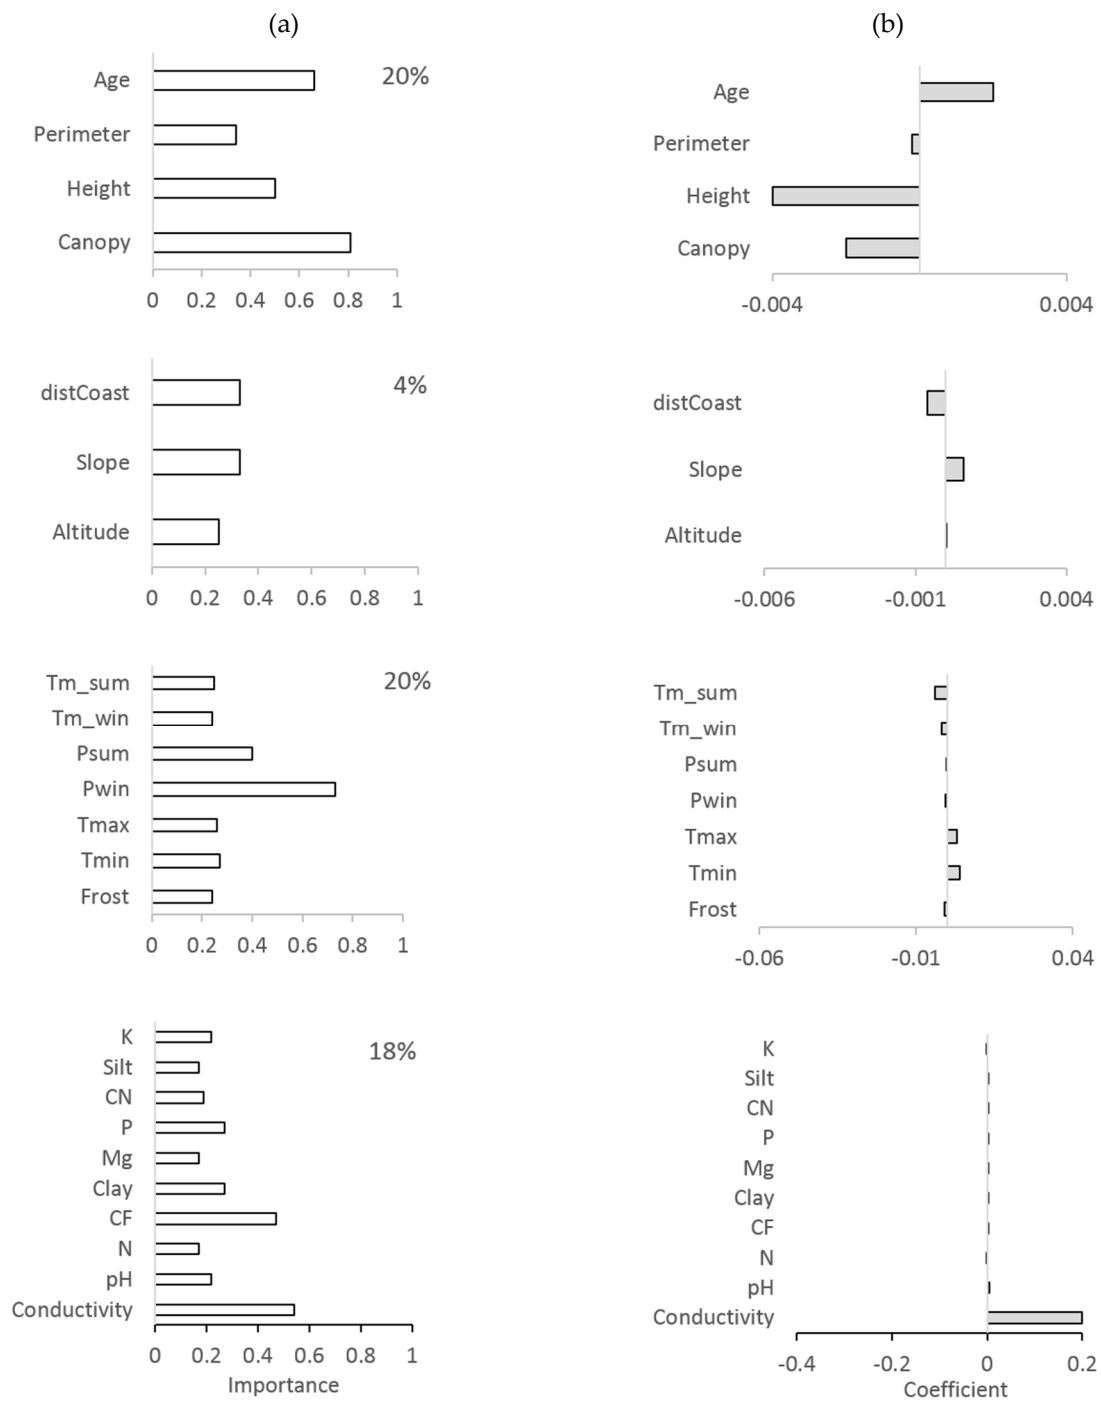 (a)
(b)
Age
20%
Perimeter
Height
Canopy
0 0.2 0.4 0.6 0.8 1
Age
Perimeter
Height
Canopy
-0.004 0.004
distCoast
4%
Slope
Altitude
0 0.2 0.4 0.6 0.8 1
distCoast
Slope
Altitude
-0.006 -0.001 0.004
Tm_sum
20%
Tm_win
Psum
Pwin
Tmax
Tmin
Frost
0 0.2 0.4 0.6 0.8 1
Tm_sum
Tm_win
Psum
Pwin
Tmax
Tmin
Frost
-0.06 -0.01 0.04
K
18%
Silt
CN
P
Mg
Clay
CF
N
pH
Conductivity
0 0.2 0.4 0.6 0.8 1
Importance
K
Silt
CN
P
Mg
Clay
CF
N
pH
Conductivity
-0.4 -0.2 0 0.2
Coefficient